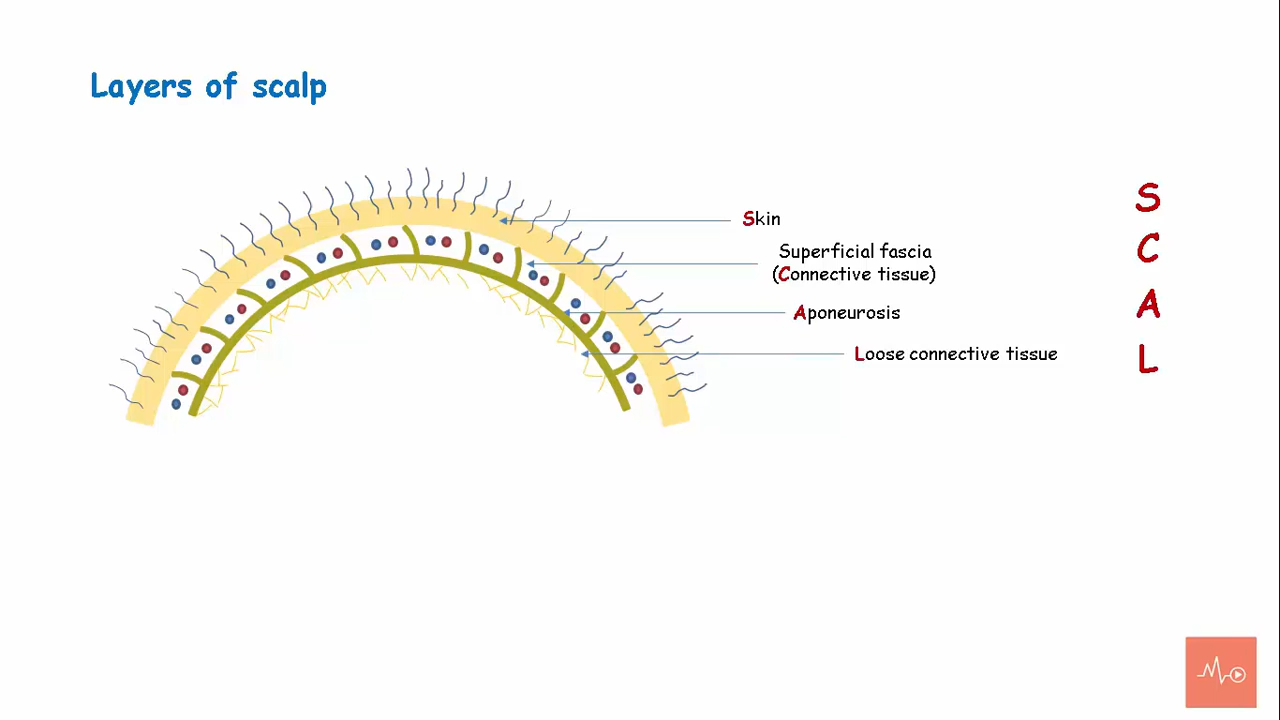 Layers of scalp
Skin
Superficial fascia
(Connective tissue)
Aponeurosis
Loose connective tissue
S
C
A
L